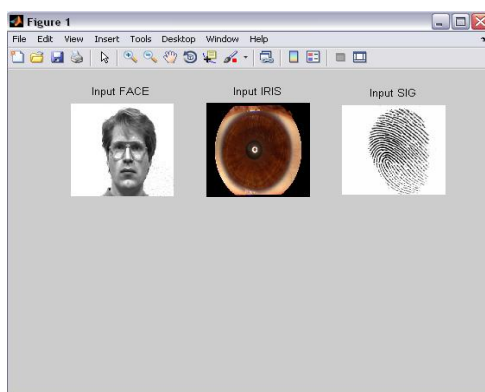 Figure 1
File Edit View Insert Tools Desktop Window Help
Input FACE Input IRIS Input SIG